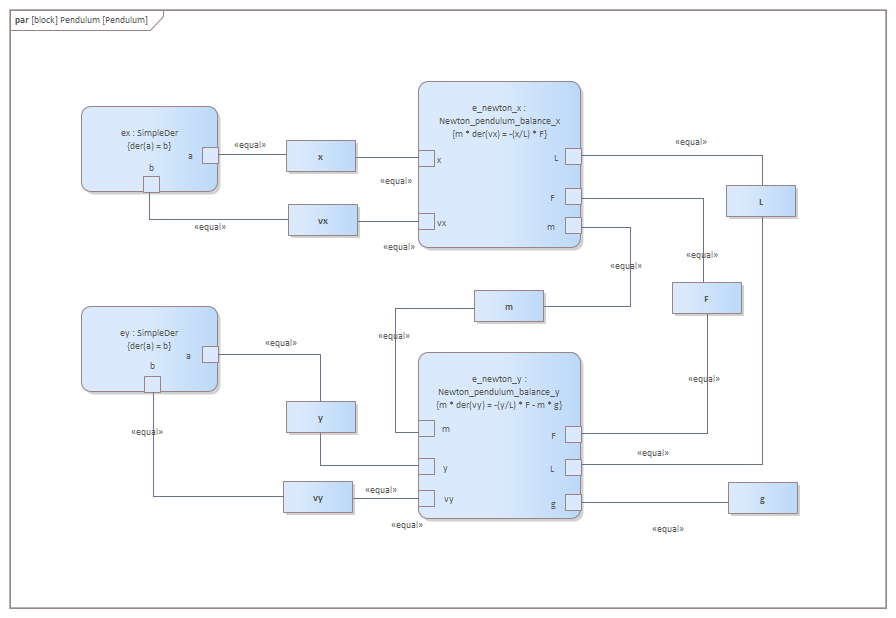 par [block] Pendulum [Pendulum]
ex : SimpleDer
{der(a) = b}
a
b
«equal»
x
«equal»
vx
«equal»
«equal»
e_newton_x :
Newton_pendulum_balance_x
{m * der(vx) = -(x/L) * F}
x
vx
L
F
m
«equal»
L
«equal»
F
«equal»
m
«equal»
«equal»
ey : SimpleDer
{der(a) = b}
a
b
«equal»
y
«equal»
vy
«equal»
«equal»
e_newton_y :
Newton_pendulum_balance_y
{m * der(vy) = -(y/L) * F - m * g}
m
y
vy
F
L
g
«equal»
g
«equal»